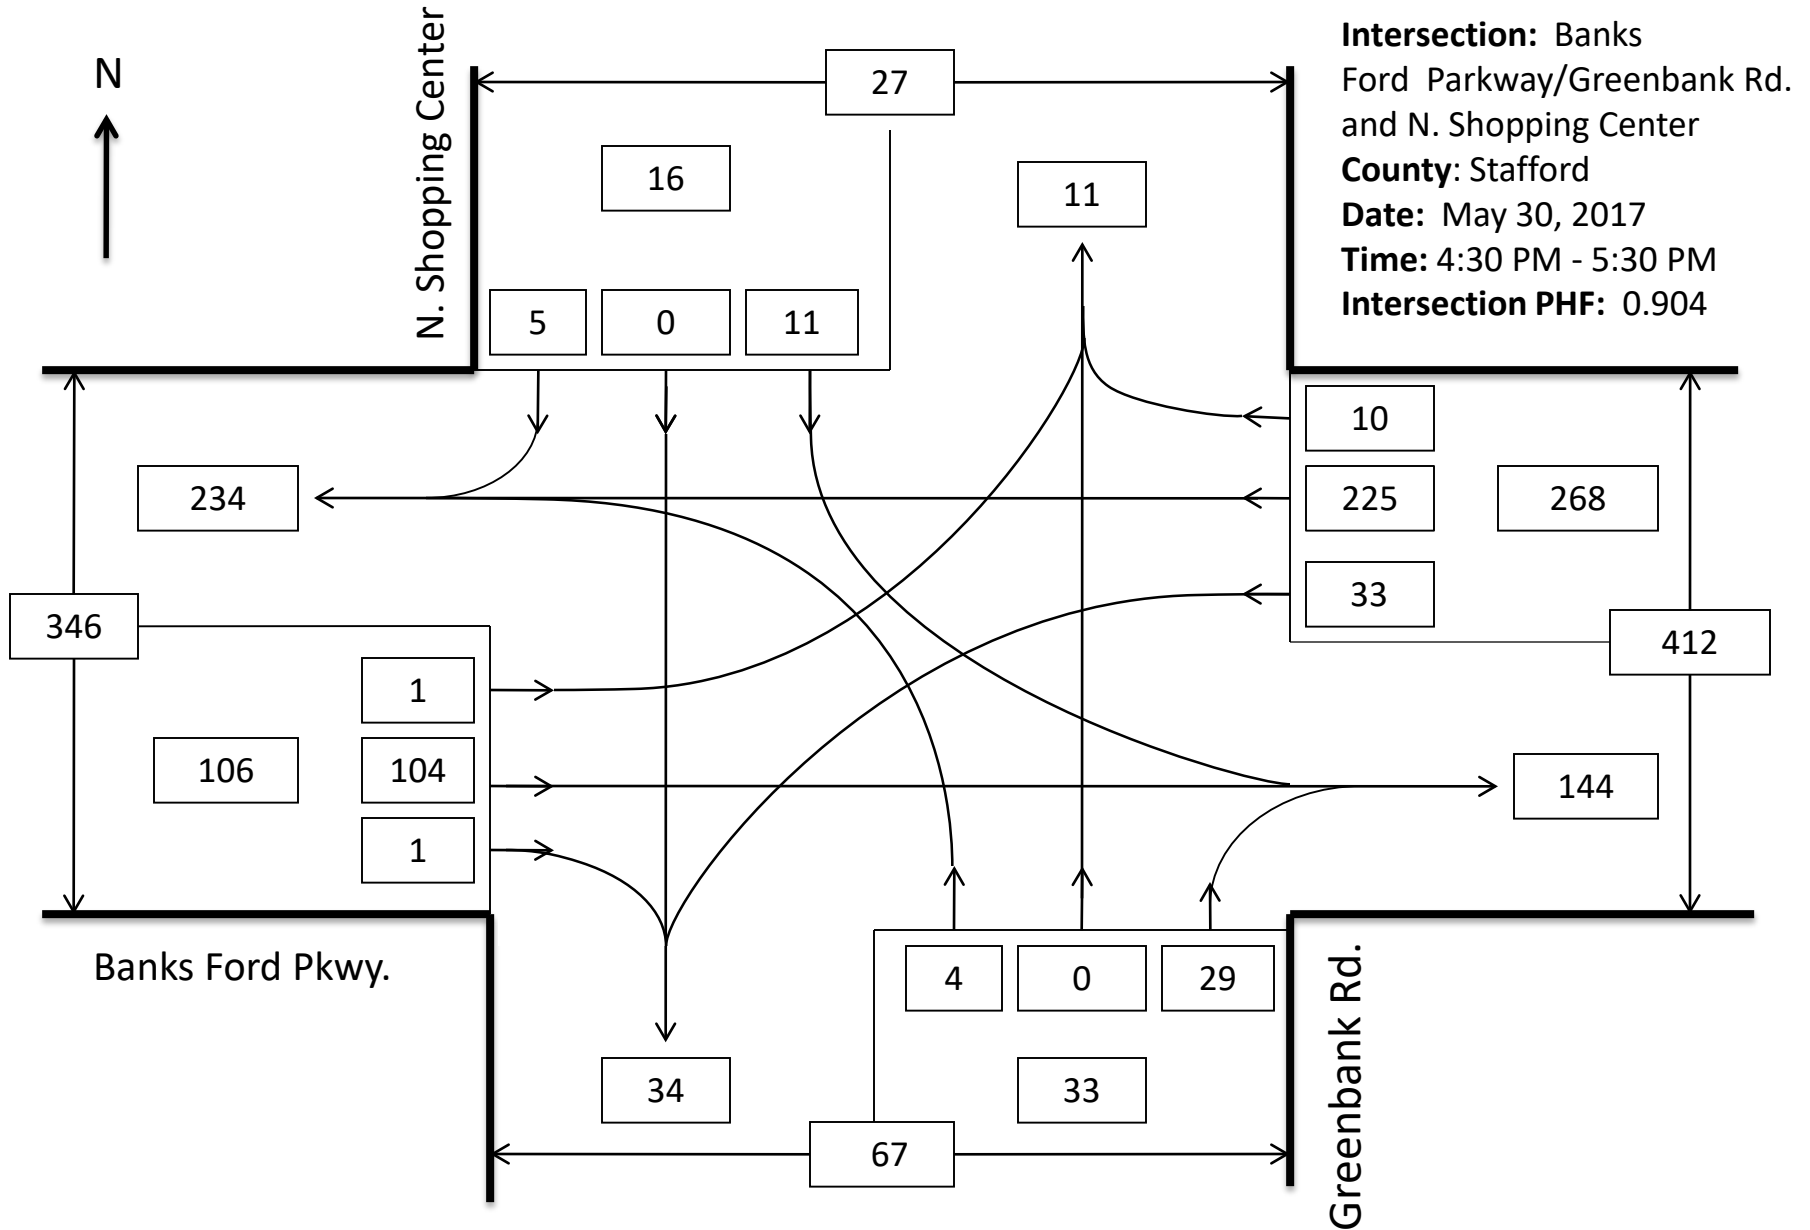 N. Shopping Center
27
Intersection: Banks
Ford Parkway/Greenbank Rd.
and N. Shopping Center
County: Stafford
Date: May 30, 2017
Time: 4:30 PM - 5:30 PM
Intersection PHF: 0.904
N
16
11
5
0
11
10
234
225
268
33
346
412
1
106
104
144
1
Banks Ford Pkwy.
4
0
29
34
33
67
Greenbank Rd.